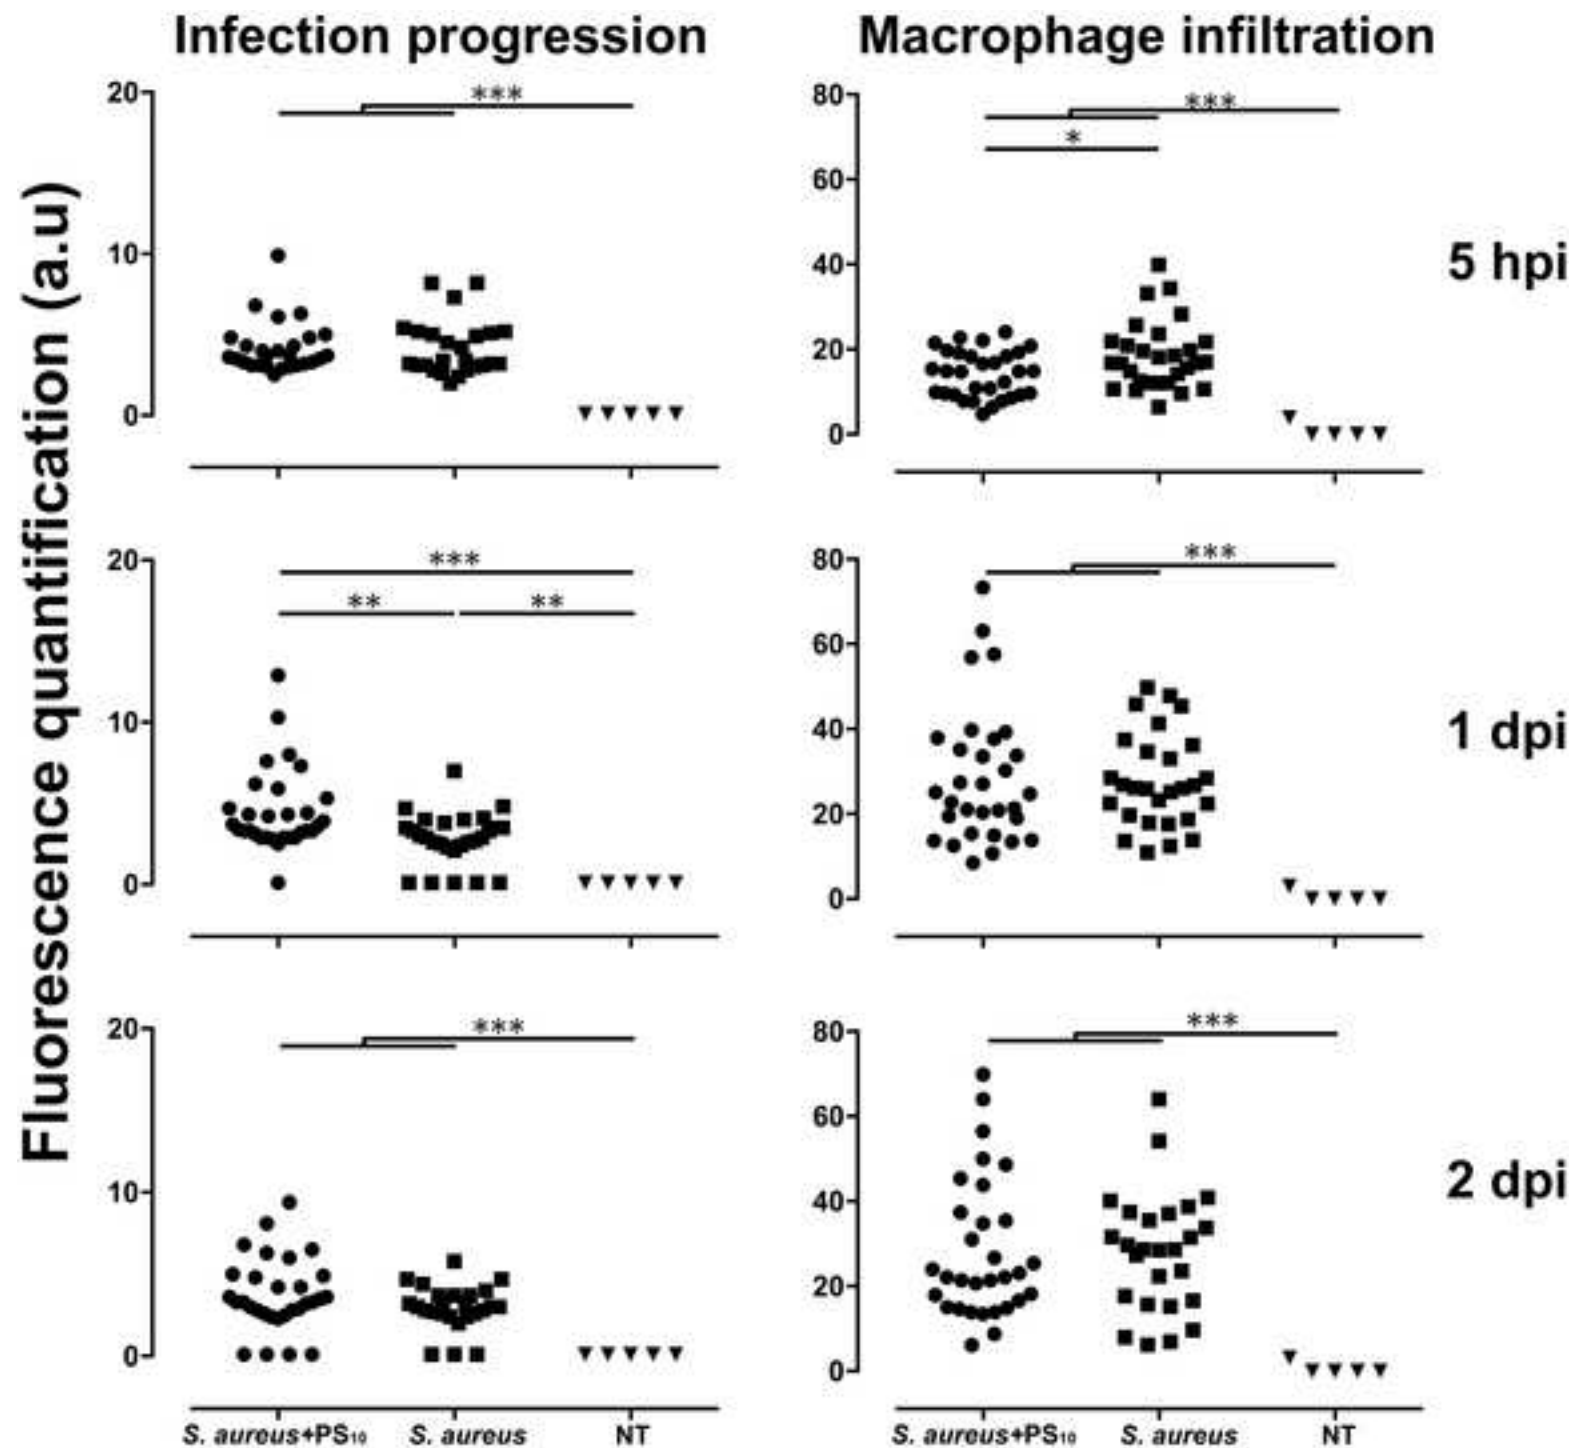 Infection progression
Macrophage infiltration
Fluorescence quantification (a.u)
20
10
0
***
80
60
40
20
0
***
*
5 hpi
20
10
0
***
**
**
80
60
40
20
0
***
1 dpi
20
10
0
***
80
60
40
20
0
***
2 dpi
S. aureus+PS₁₀
S. aureus
NT
S. aureus+PS₁₀
S. aureus
NT